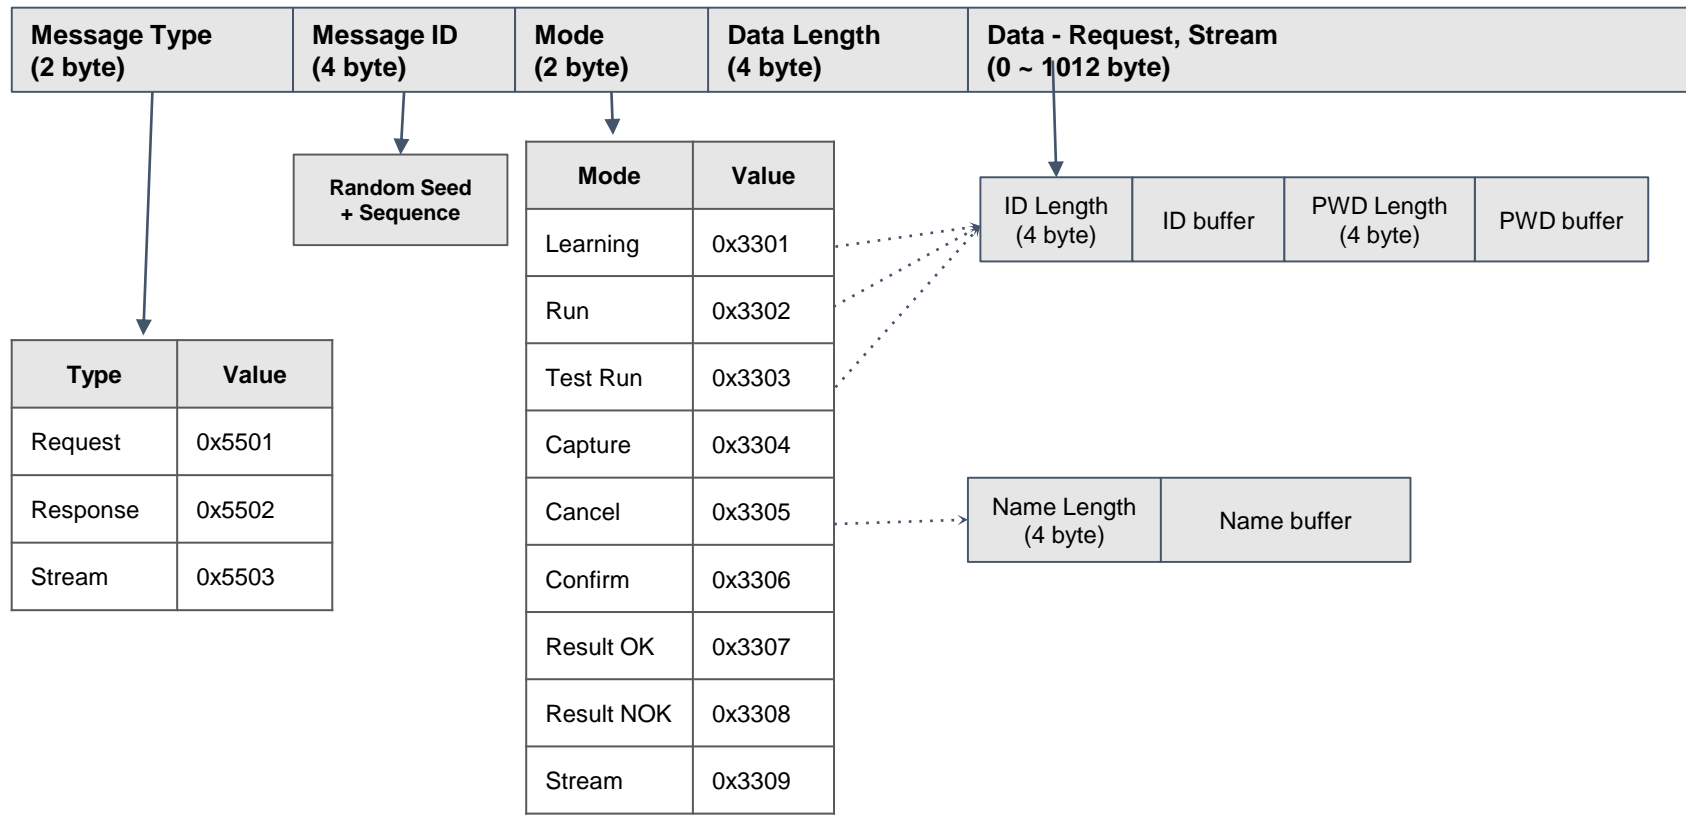 Message Type
(2 byte)
Message ID
(4 byte)
Mode
(2 byte)
Data Length
(4 byte)
Data - Request, Stream
(0 ~ 1012 byte)
Random Seed
+ Sequence
Type Value
Request 0x5501
Response 0x5502
Stream 0x5503
Mode Value
Learning 0x3301
Run 0x3302
Test Run 0x3303
Capture 0x3304
Cancel 0x3305
Confirm 0x3306
Result OK 0x3307
Result NOK 0x3308
Stream 0x3309
ID Length
(4 byte)
ID buffer
PWD Length
(4 byte)
PWD buffer
Name Length
(4 byte)
Name buffer